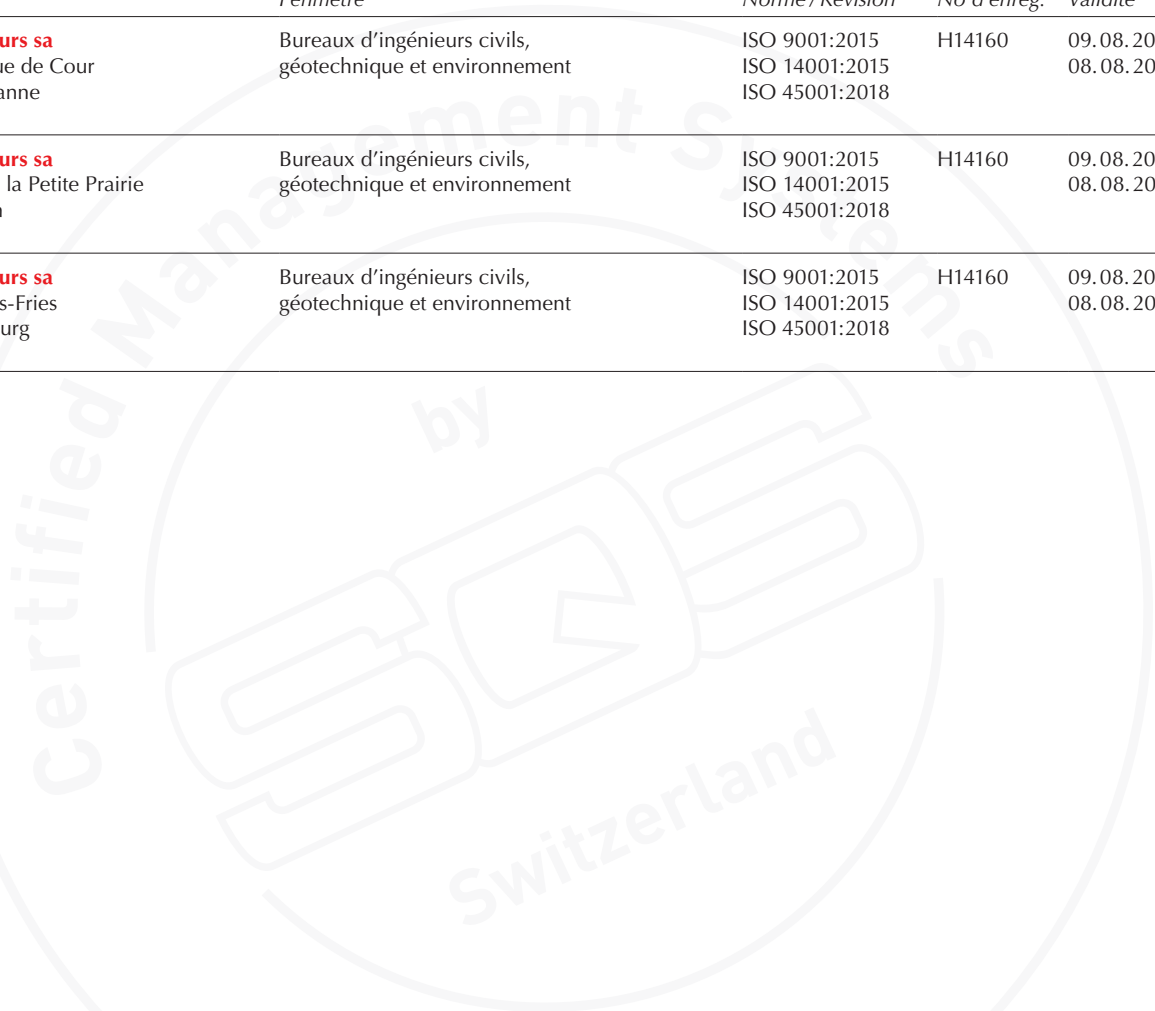 Périmètre Norme / Révision No d'enreg. Validité
urs sa Bureaux d'ingénieurs civils, ISO 9001:2015 H14160 09. 08. 20
ue de Cour géotechnique et environnement ISO 14001:2015 08. 08. 20
anne ISO 45001:2018
urs sa Bureaux d'ingénieurs civils, ISO 9001:2015 H14160 09. 08. 20
la Petite Prairie géotechnique et environnement ISO 14001:2015 08. 08. 20
n ISO 45001:2018
urs sa Bureaux d'ingénieurs civils, ISO 9001:2015 H14160 09. 08. 20
s-Fries géotechnique et environnement ISO 14001:2015 08. 08. 20
urg ISO 45001:2018
Certified Management Systems
by
SQS
Switzerland